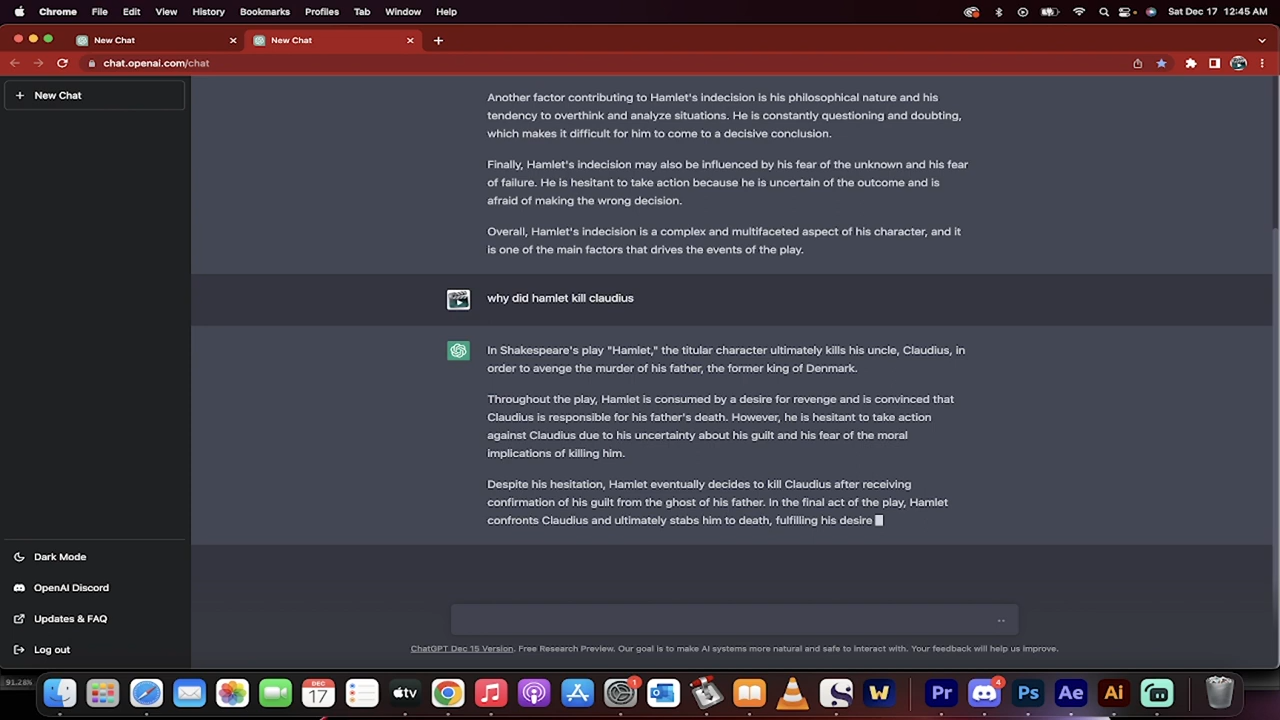 Chrome File Edit View History Bookmarks Profiles Tab Window Help Sat Dec 17 12:45 AM
New Chat New Chat
chat.openai.com/chat
New Chat
Another factor contributing to Hamlet's indecision is his philosophical nature and his
tendency to overthink and analyze situations. He is constantly questioning and doubting,
which makes it difficult for him to come to a decisive conclusion.
Finally, Hamlet's indecision may also be influenced by his fear of the unknown and his fear
of failure. He is hesitant to take action because he is uncertain of the outcome and is
afraid of making the wrong decision.
Overall, Hamlet's indecision is a complex and multifaceted aspect of his character, and it
is one of the main factors that drives the events of the play.
why did hamlet kill claudius
In Shakespeare's play "Hamlet," the titular character ultimately kills his uncle, Claudius, in
order to avenge the murder of his father, the former king of Denmark.
Throughout the play, Hamlet is consumed by a desire for revenge and is convinced that
Claudius is responsible for his father's death. However, he is hesitant to take action
against Claudius due to his uncertainty about his guilt and his fear of the moral
implications of killing him.
Despite his hesitation, Hamlet eventually decides to kill Claudius after receiving
confirmation of his guilt from the ghost of his father. In the final act of the play, Hamlet
confronts Claudius and ultimately stabs him to death, fulfilling his desire
Dark Mode
OpenAI Discord
Updates & FAQ
Log out
ChatGPT Dec 15 Version. Free Research Preview. Our goal is to make AI systems more natural and safe to interact with. Your feedback will help us improve.
91.28%
DEC
17
tv
1
W
Pr
4
Ps
Ae
Ai